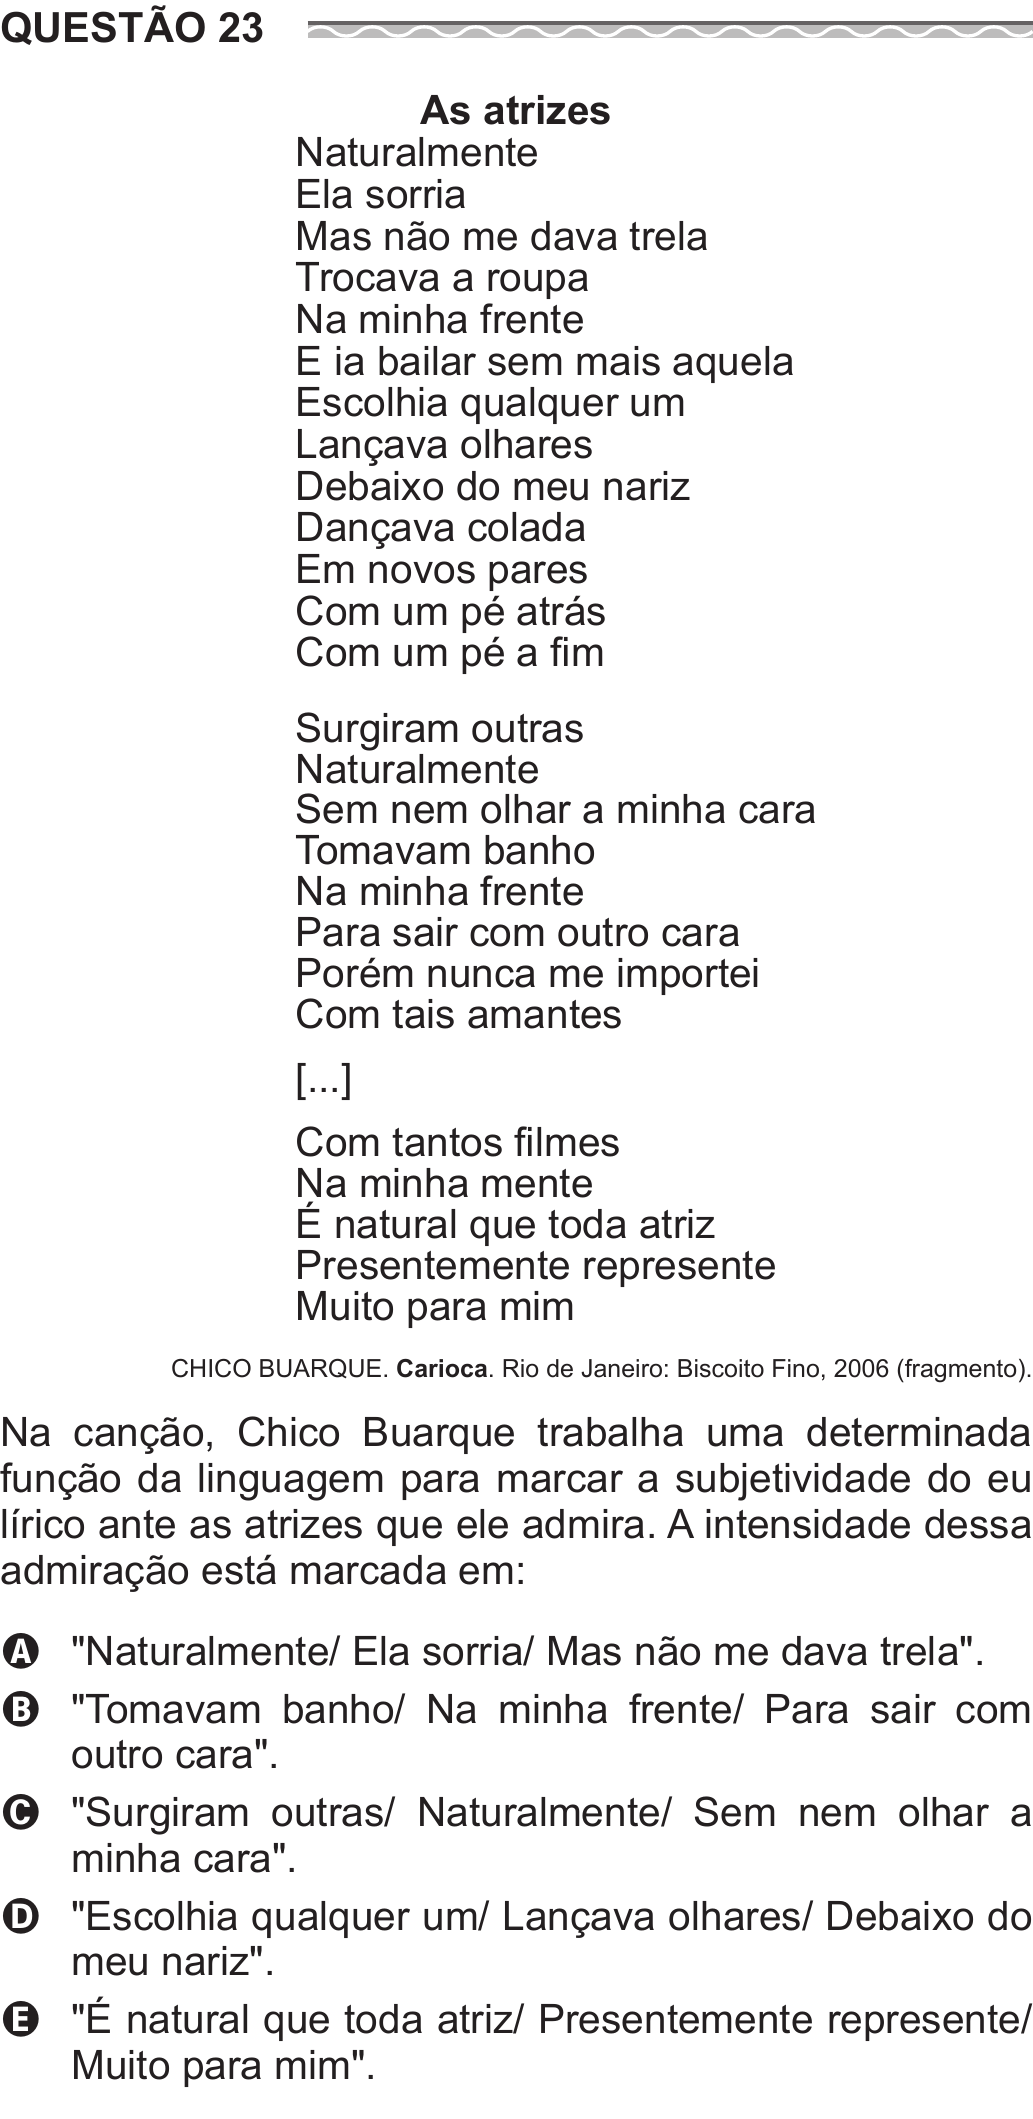 QUESTÃO 23
As atrizes
Naturalmente
Ela sorria
Mas não me dava trela
Trocava a roupa
Na minha frente
E ia bailar sem mais aquela
Escolhia qualquer um
Lançava olhares
Debaixo do meu nariz
Dançava colada
Em novos pares
Com um pé atrás
Com um pé a fim
Surgiram outras
Naturalmente
Sem nem olhar a minha cara
Tomavam banho
Na minha frente
Para sair com outro cara
Porém nunca me importei
Com tais amantes
[...]
Com tantos filmes
Na minha mente
É natural que toda atriz
Presentemente represente
Muito para mim
CHICO BUARQUE. Carioca. Rio de Janeiro: Biscoito Fino, 2006 (fragmento).
Na canção, Chico Buarque trabalha uma determinada
função da linguagem para marcar a subjetividade do eu
lírico ante as atrizes que ele admira. A intensidade dessa
admiração está marcada em:
A "Naturalmente/ Ela sorria/ Mas não me dava trela".
B "Tomavam banho/ Na minha frente/ Para sair com
outro cara".
C "Surgiram outras/ Naturalmente/ Sem nem olhar a
minha cara".
D "Escolhia qualquer um/ Lançava olhares/ Debaixo do
meu nariz".
E "É natural que toda atriz/ Presentemente represente/
Muito para mim".